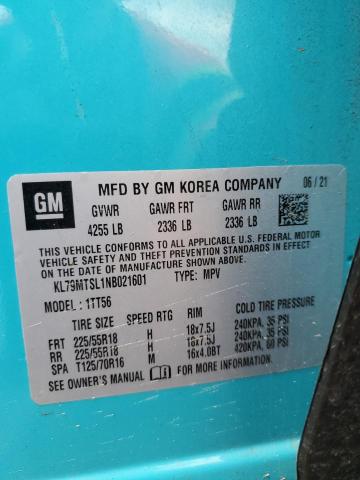 GM
MFD BY GM KOREA COMPANY 06 / 21
GVWR GAWR FRT GAWR RR
4255 LB 2336 LB 2336 LB
THIS VEHICLE CONFORMS TO ALL APPLICABLE U.S. FEDERAL MOTOR
VEHICLE SAFETY AND THEFT PREVENTION STANDARDS IN EFFECT
ON THE DATE OF MANUFACTURE SHOWN ABOVE.
KL79MTSL1NB021601 TYPE: MPV
MODEL: 1TT56
TIRE SIZE SPEED RTG RIM COLD TIRE PRESSURE
FRT 225/55R18 H 18x7.5J 240KPA, 35 PSI
RR 225/55R18 H 18x7.5J 240KPA, 35 PSI
SPA T125/70R16 M 16x4.0BT 420KPA, 60 PSI
SEE OWNER'S MANUAL FOR MORE INFORMATION